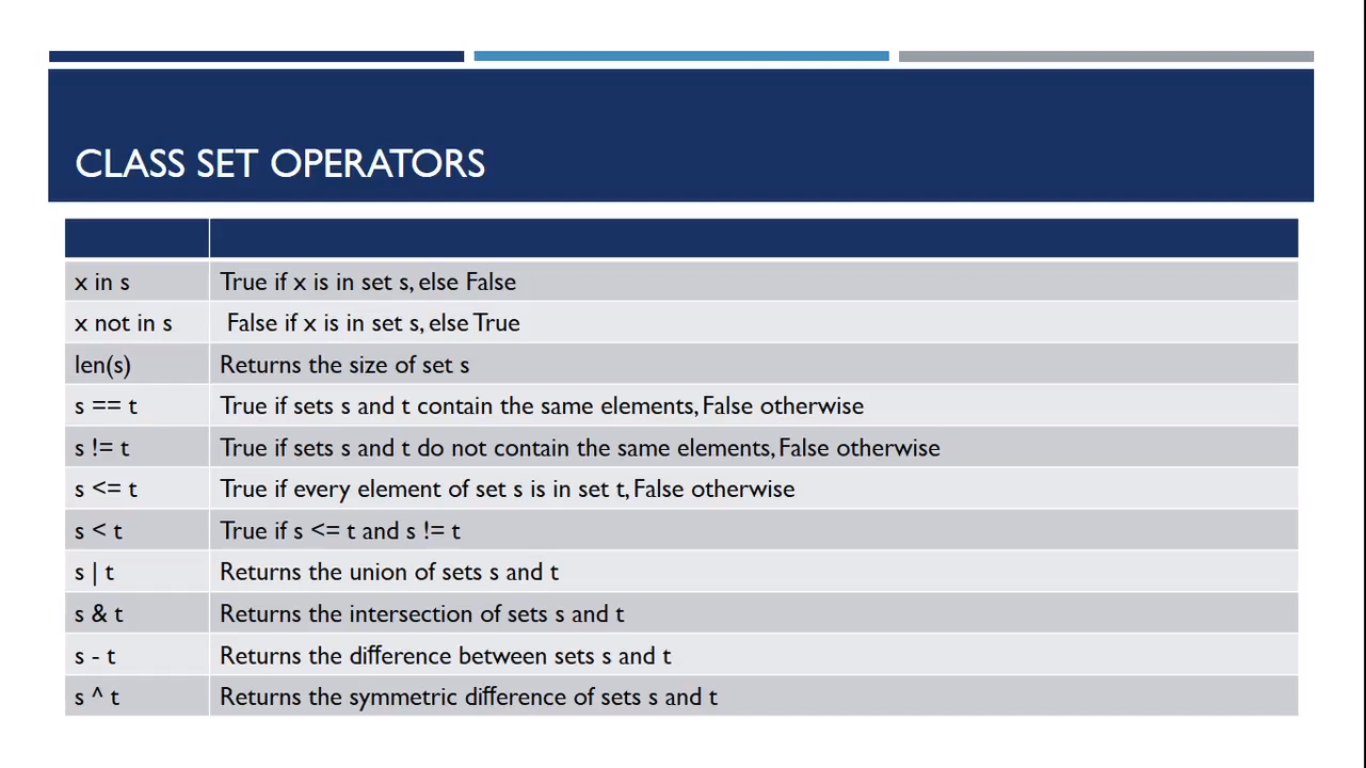 CLASS SET OPERATORS
x in s True if x is in set s, else False
x not in s False if x is in set s, else True
len(s) Returns the size of set s
s == t True if sets s and t contain the same elements, False otherwise
s != t True if sets s and t do not contain the same elements, False otherwise
s <= t True if every element of set s is in set t, False otherwise
s < t True if s <= t and s != t
s | t Returns the union of sets s and t
s & t Returns the intersection of sets s and t
s - t Returns the difference between sets s and t
s ^ t Returns the symmetric difference of sets s and t